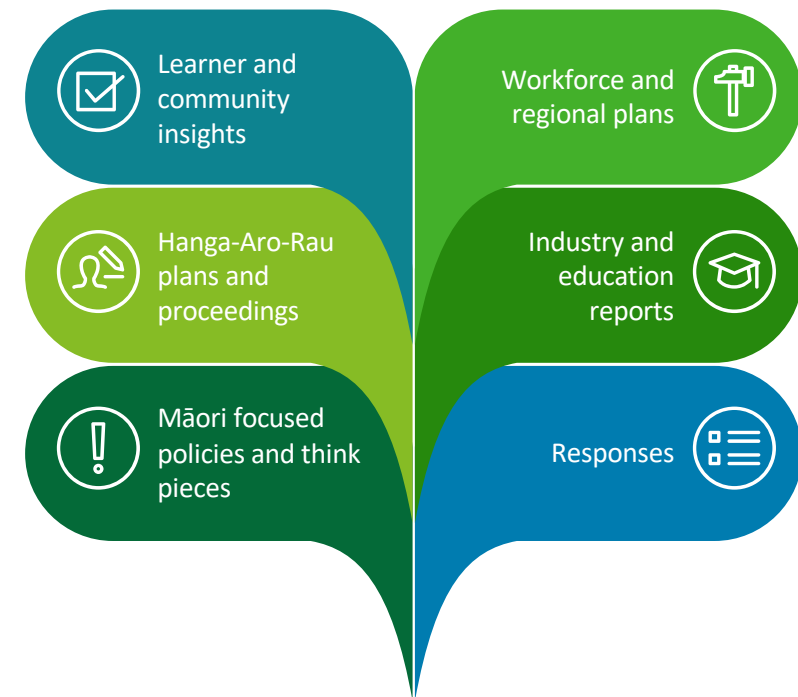 Learner and
community
insights
Workforce and
regional plans
Hanga-Aro-Rau
plans and
proceedings
Industry and
education
reports
Māori focused
policies and think
pieces
Responses